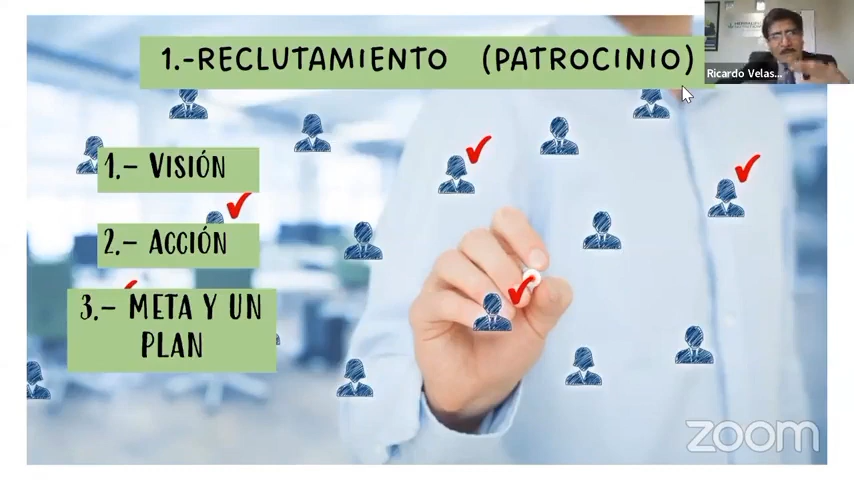 1.-RECLUTAMIENTO (PATROCINIO)
Ricardo Velas...
1.- VISIÓN
2.- ACCIÓN
3.- META Y UN
PLAN
zoom